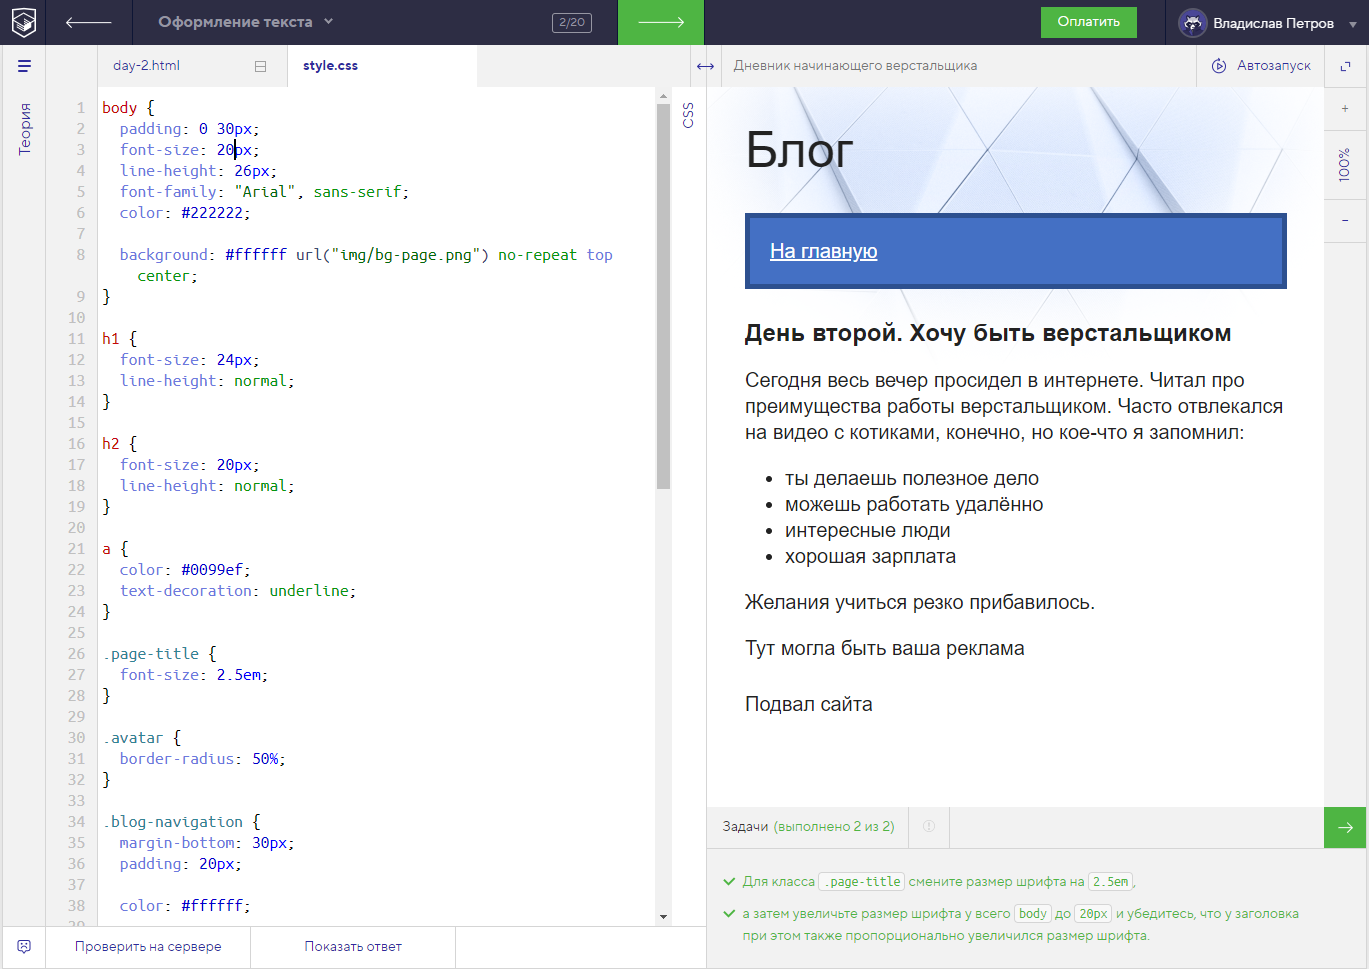 Оформление текста
2/20
Оплатить
Владислав Петров
day-2.html
style.css
Дневник начинающего верстальщика
Автозапуск
Теория
CSS
1 body {
2 padding: 0 30px;
3 font-size: 20px;
4 line-height: 26px;
5 font-family: "Arial", sans-serif;
6 color: #222222;
7
8 background: #ffffff url("img/bg-page.png") no-repeat top
center;
9 }
10
11 h1 {
12 font-size: 24px;
13 line-height: normal;
14 }
15
16 h2 {
17 font-size: 20px;
18 line-height: normal;
19 }
20
21 a {
22 color: #0099ef;
23 text-decoration: underline;
24 }
25
26 .page-title {
27 font-size: 2.5em;
28 }
29
30 .avatar {
31 border-radius: 50%;
32 }
33
34 .blog-navigation {
35 margin-bottom: 30px;
36 padding: 20px;
37
38 color: #ffffff;
Проверить на сервере
Показать ответ
Блог
На главную
День второй. Хочу быть верстальщиком
Сегодня весь вечер просидел в интернете. Читал про
преимущества работы верстальщиком. Часто отвлекался
на видео с котиками, конечно, но кое-что я запомнил:
• ты делаешь полезное дело
• можешь работать удалённо
• интересные люди
• хорошая зарплата
Желания учиться резко прибавилось.
Тут могла быть ваша реклама
Подвал сайта
+
100%
-
Задачи (выполнено 2 из 2)
Для класса .page-title смените размер шрифта на 2.5em,
а затем увеличьте размер шрифта у всего body до 20px и убедитесь, что у заголовка
при этом также пропорционально увеличился размер шрифта.